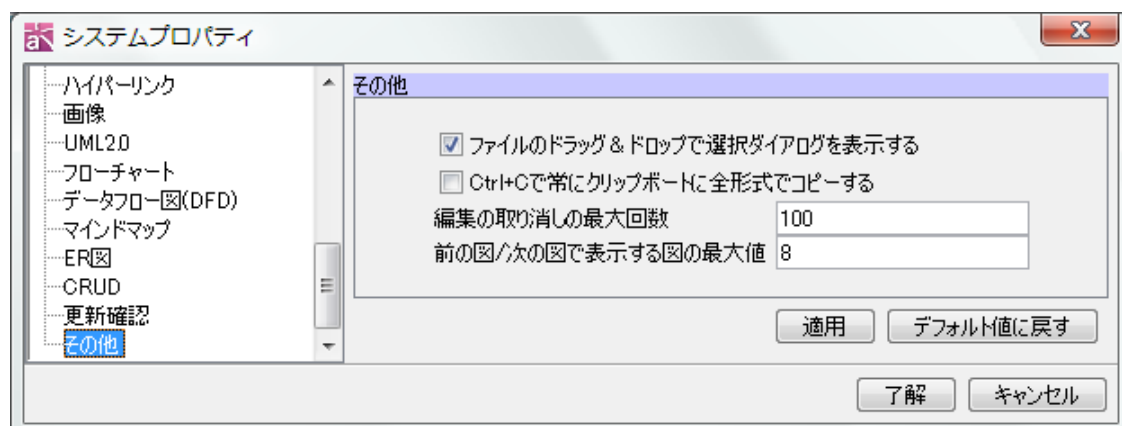 システムプロパティ
ハイパーリンク
画像
UML2.0
フローチャート
データフロー図(DFD)
マインドマップ
ER図
CRUD
更新確認
その他
その他
ファイルのドラッグ&ドロップで選択ダイアログを表示する
Ctrl+Cで常にクリップボードに全形式でコピーする
編集の取り消しの最大回数 100
前の図/次の図で表示する図の最大値 8
適用 デフォルト値に戻す
了解 キャンセル